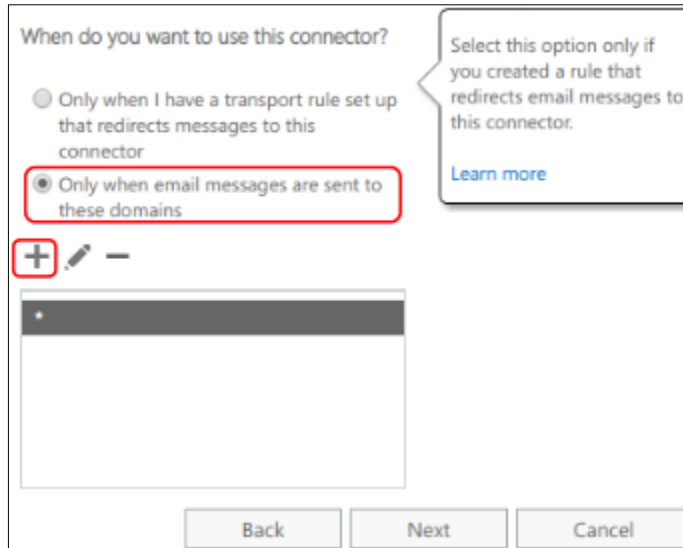 When do you want to use this connector?
Select this option only if
you created a rule that
redirects email messages to
this connector.
Learn more
Only when I have a transport rule set up
that redirects messages to this
connector
Only when email messages are sent to
these domains
*
Back
Next
Cancel